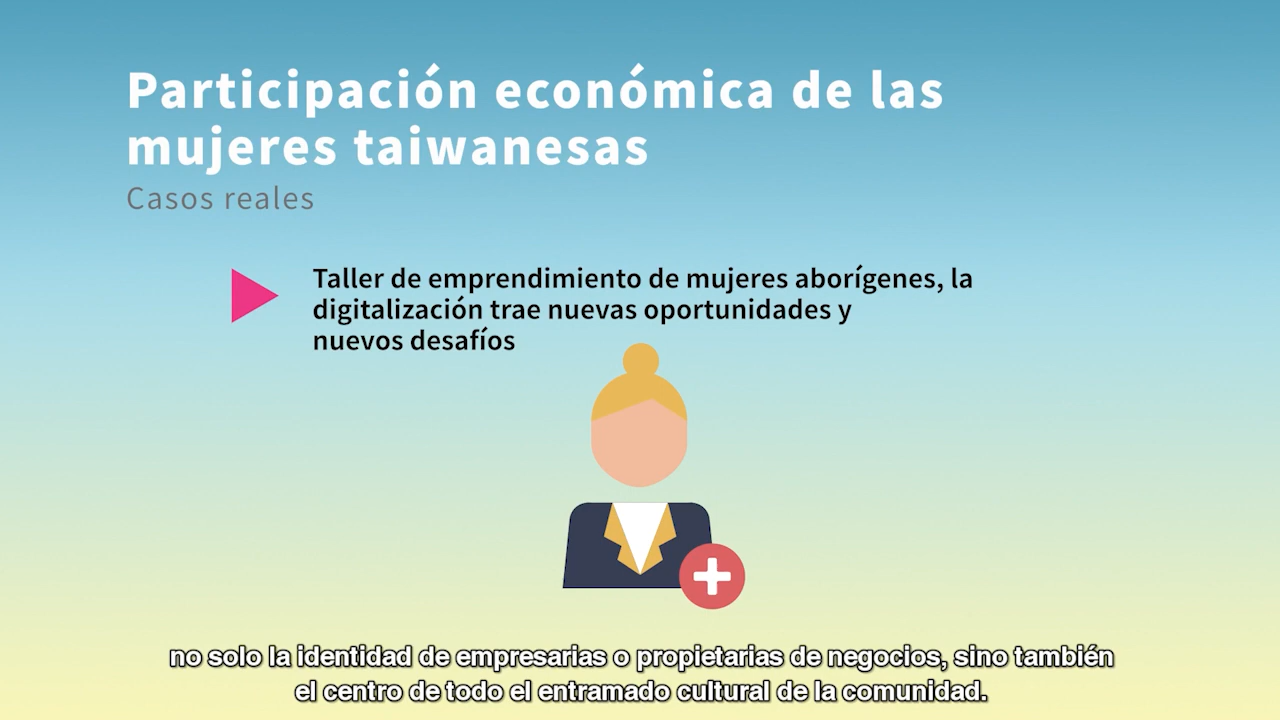 Participación económica de las
mujeres taiwanesas
Casos reales
Taller de emprendimiento de mujeres aborígenes, la
digitalización trae nuevas oportunidades y
nuevos desafíos
no solo la identidad de empresarias o propietarias de negocios, sino también
el centro de todo el entramado cultural de la comunidad.